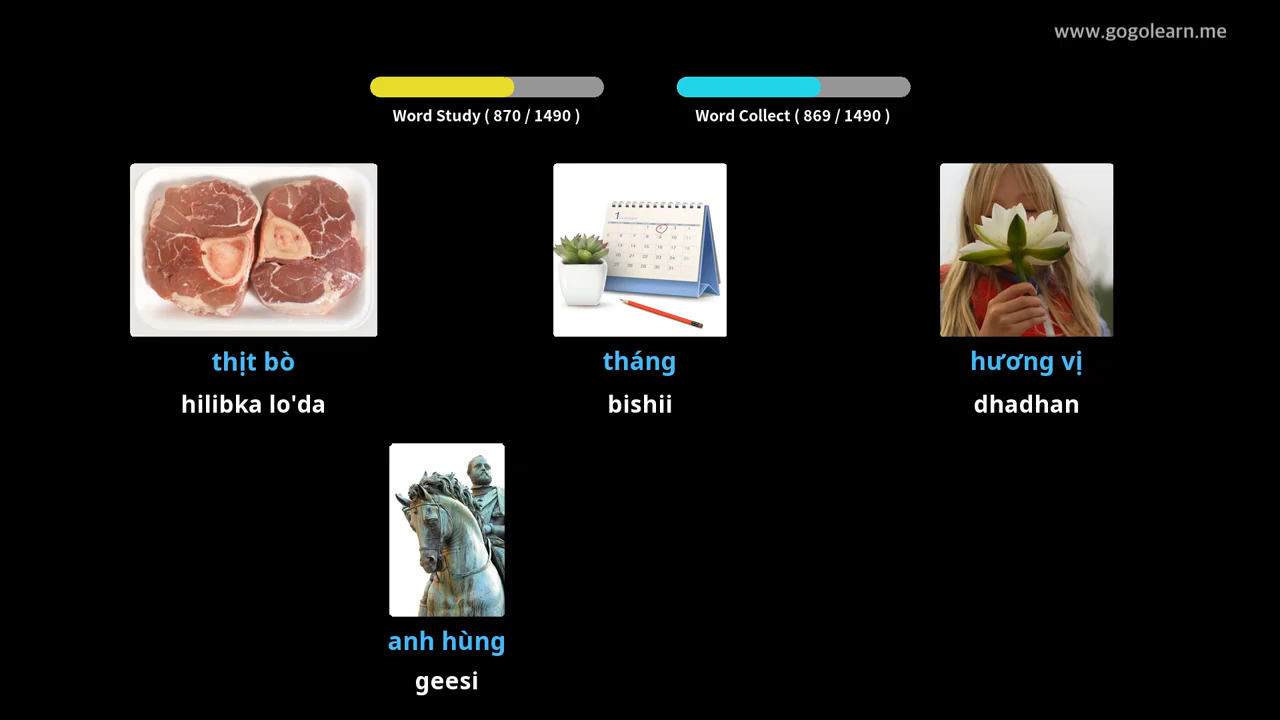 www.gogolearn.me
Word Study ( 870 / 1490 )
Word Collect ( 869 / 1490 )
thịt bò
hilibka lo'da
tháng
bishii
hương vị
dhadhan
anh hùng
geesi